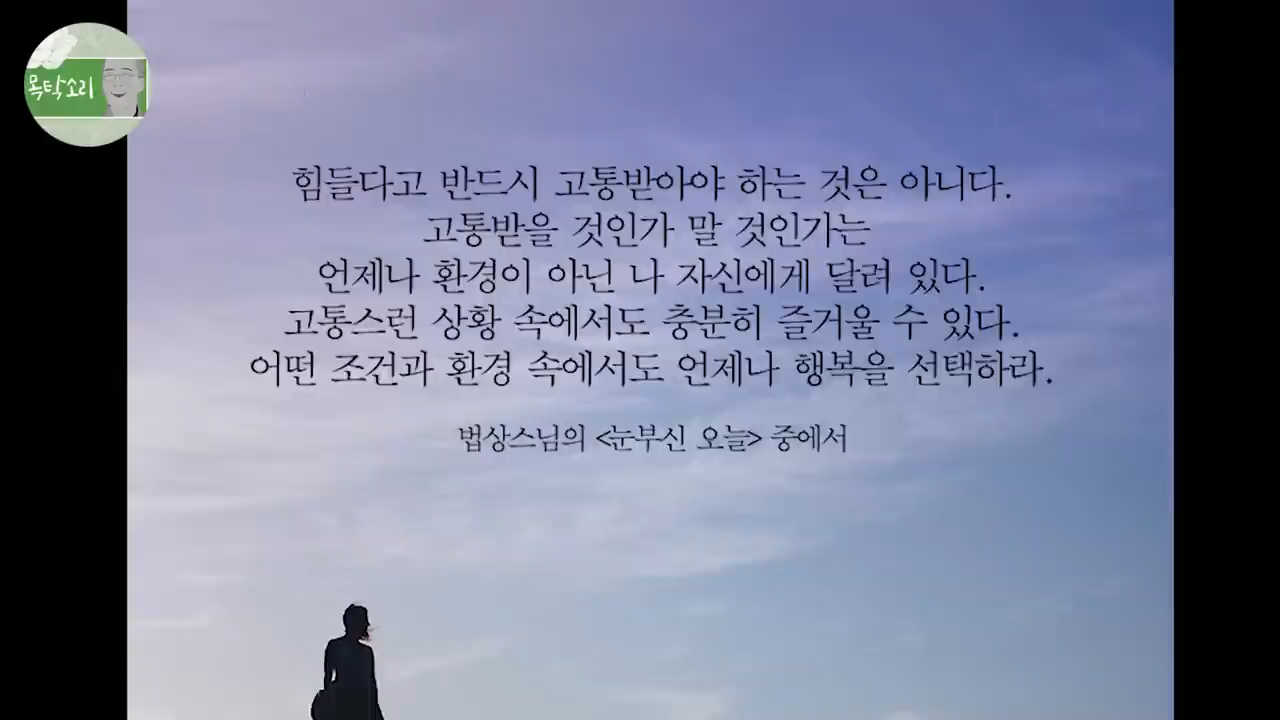 목탁소리
힘들다고 반드시 고통받아야 하는 것은 아니다.
고통받을 것인가 말 것인가는
언제나 환경이 아닌 나 자신에게 달려 있다.
고통스런 상황 속에서도 충분히 즐거울 수 있다.
어떤 조건과 환경 속에서도 언제나 행복을 선택하라.
법상스님의 <눈부신 오늘> 중에서